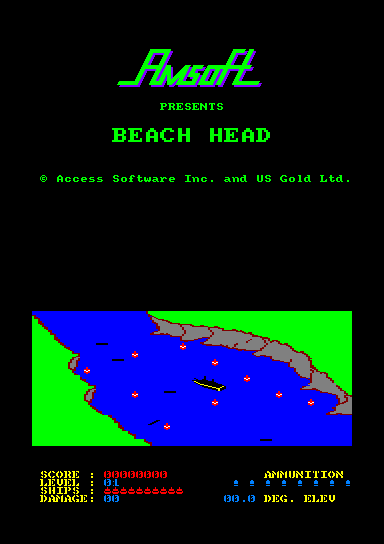 Amsoft
PRESENTS
BEACH HEAD
© Access Software Inc. and US Gold Ltd.
SCORE : 00000000 AMMUNITION
LEVEL : 01
SHIPS :
DAMAGE: 00 00.0 DEG. ELEV